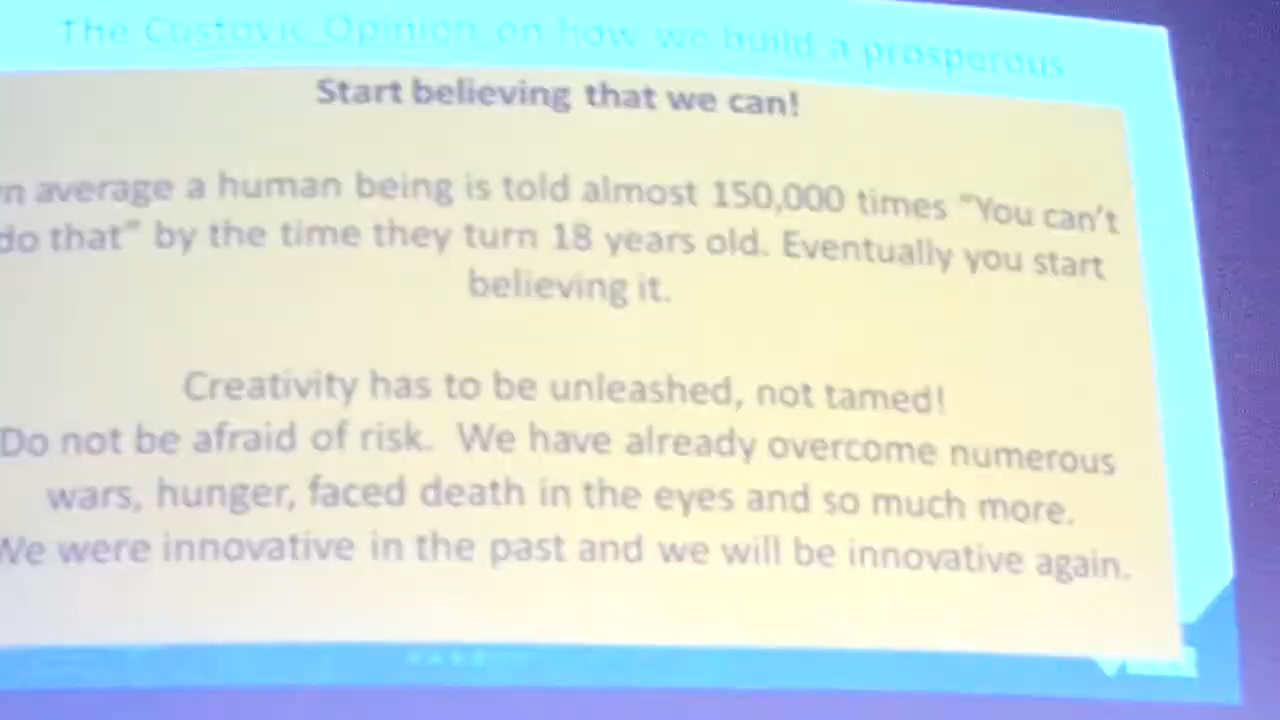 The Custovic Opinion on how we build a prosperous
Start believing that we can!
n average a human being is told almost 150,000 times "You can't
do that" by the time they turn 18 years old. Eventually you start
believing it.
Creativity has to be unleashed, not tamed!
Do not be afraid of risk.  We have already overcome numerous
wars, hunger, faced death in the eyes and so much more.
We were innovative in the past and we will be innovative again.